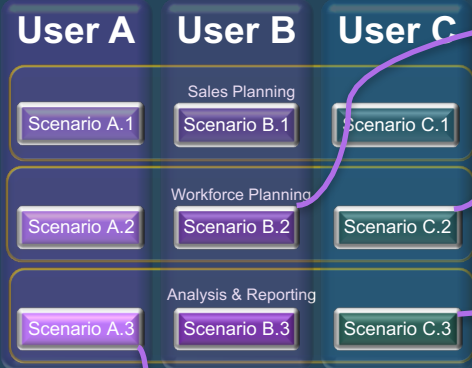 User A User B User C
Sales Planning
Scenario A.1 Scenario B.1 Scenario C.1
Workforce Planning
Scenario A.2 Scenario B.2 Scenario C.2
Analysis & Reporting
Scenario A.3 Scenario B.3 Scenario C.3